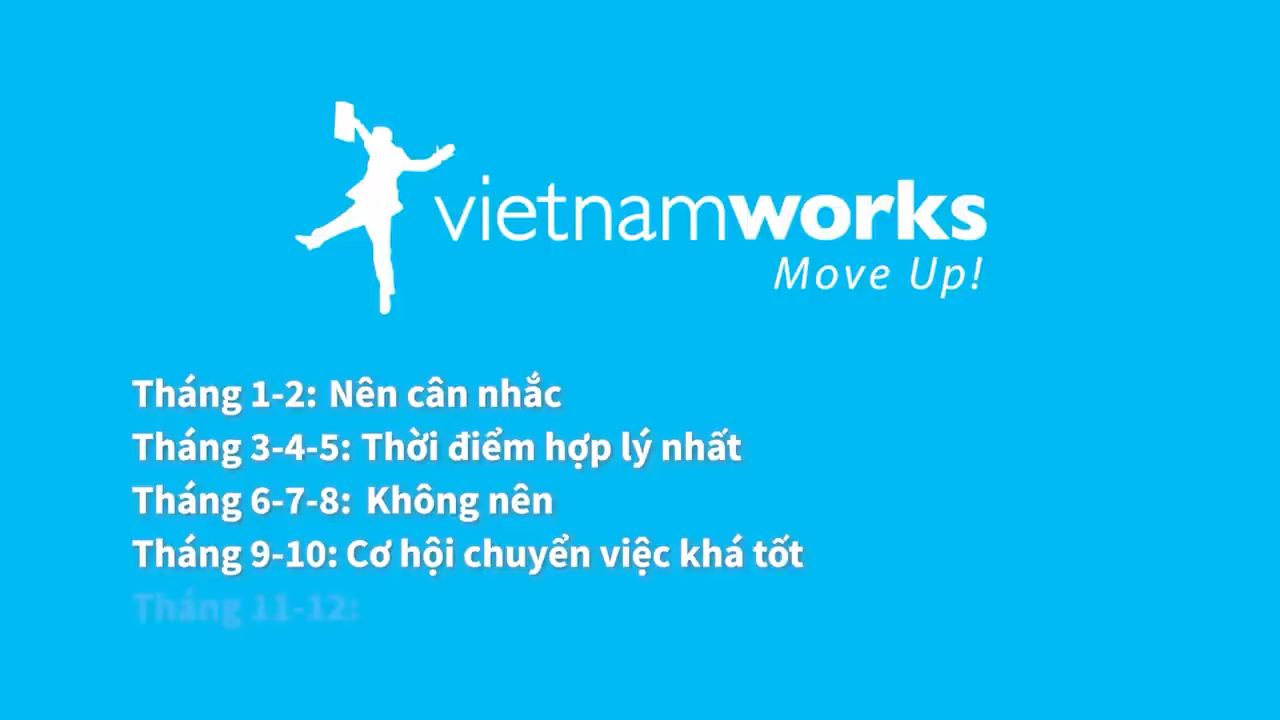 vietnamworks
Move Up!
Tháng 1-2: Nên cân nhắc
Tháng 3-4-5: Thời điểm hợp lý nhất
Tháng 6-7-8: Không nên
Tháng 9-10: Cơ hội chuyển việc khá tốt
Tháng 11-12: